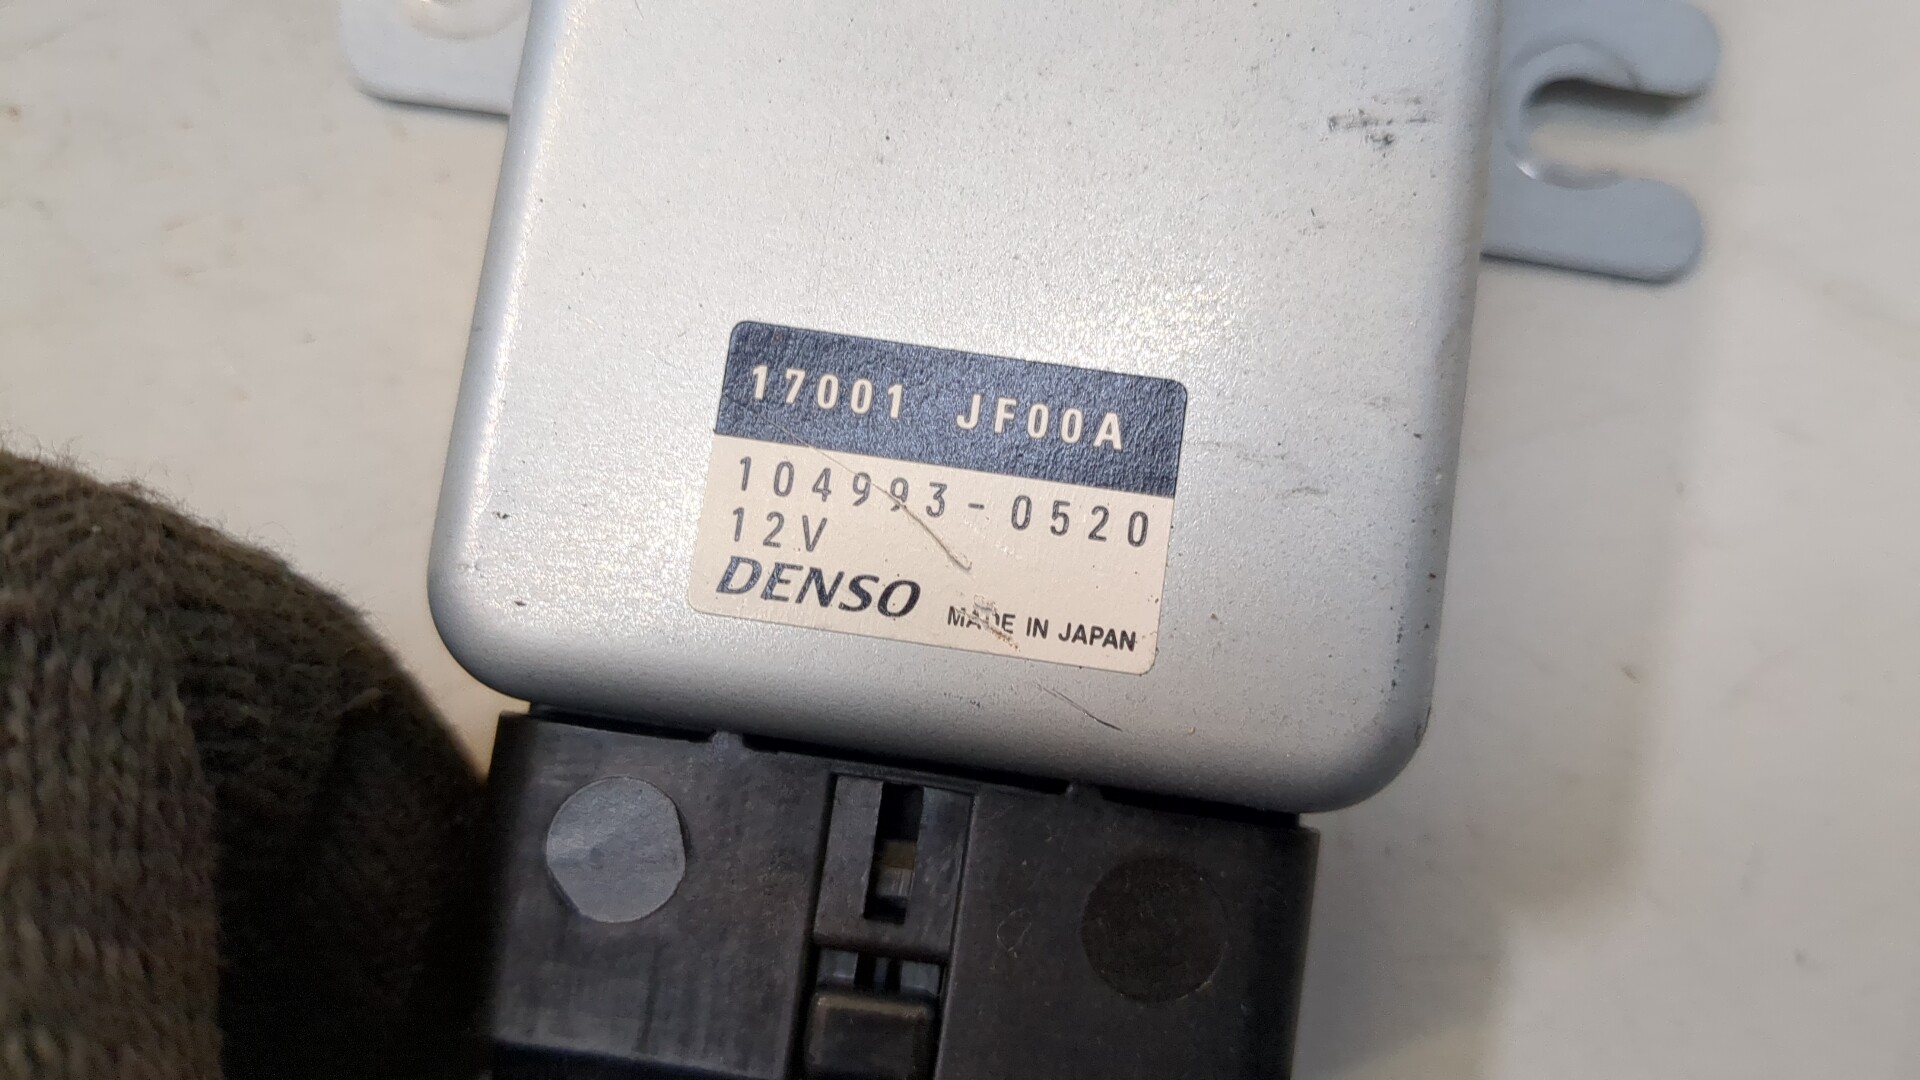 17001 JF00A
104993-0520
12V
DENSO MADE IN JAPAN